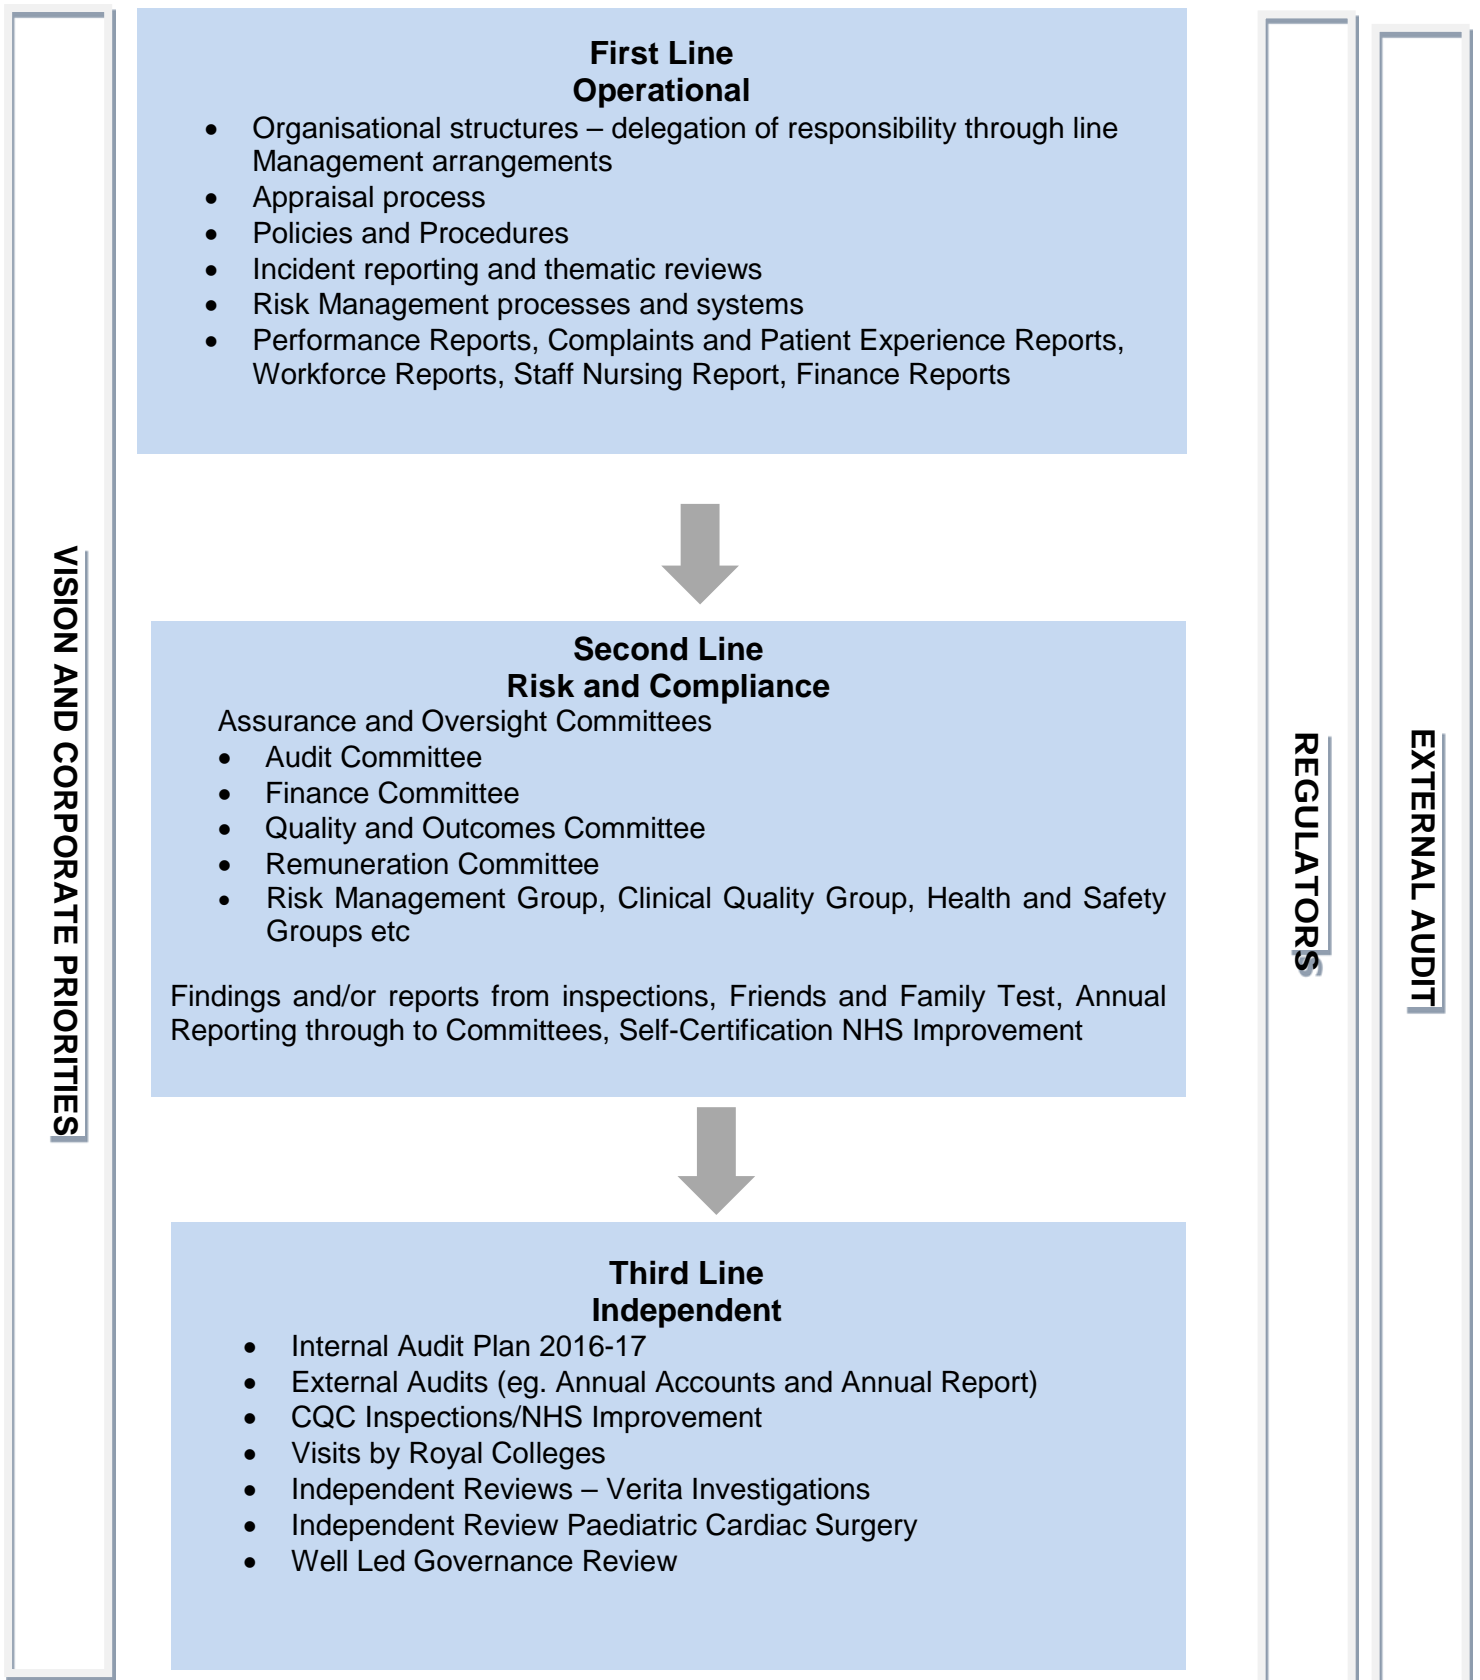 VISION AND CORPORATE PRIORITIES
First Line
Operational
• Organisational structures – delegation of responsibility through line
Management arrangements
• Appraisal process
• Policies and Procedures
• Incident reporting and thematic reviews
• Risk Management processes and systems
• Performance Reports, Complaints and Patient Experience Reports,
Workforce Reports, Staff Nursing Report, Finance Reports
Second Line
Risk and Compliance
Assurance and Oversight Committees
• Audit Committee
• Finance Committee
• Quality and Outcomes Committee
• Remuneration Committee
• Risk Management Group, Clinical Quality Group, Health and Safety
Groups etc
Findings and/or reports from inspections, Friends and Family Test, Annual
Reporting through to Committees, Self-Certification NHS Improvement
Third Line
Independent
• Internal Audit Plan 2016-17
• External Audits (eg. Annual Accounts and Annual Report)
• CQC Inspections/NHS Improvement
• Visits by Royal Colleges
• Independent Reviews – Verita Investigations
• Independent Review Paediatric Cardiac Surgery
• Well Led Governance Review
REGULATORS
EXTERNAL AUDIT